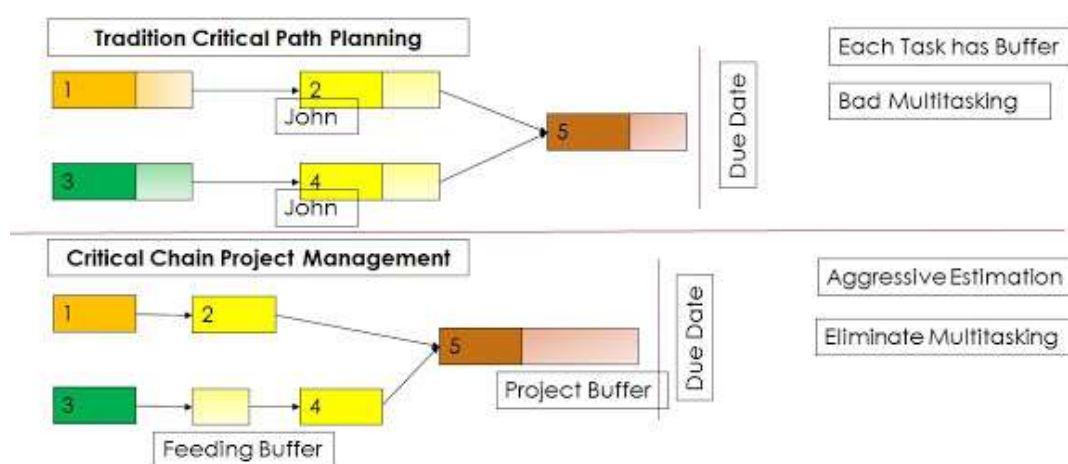 Tradition Critical Path Planning
Each Task has Buffer
1
2
John
Bad Multitasking
5
Due Date
3
4
John
Critical Chain Project Management
Aggressive Estimation
1
2
Eliminate Multitasking
5
Due Date
Project Buffer
3
4
Feeding Buffer